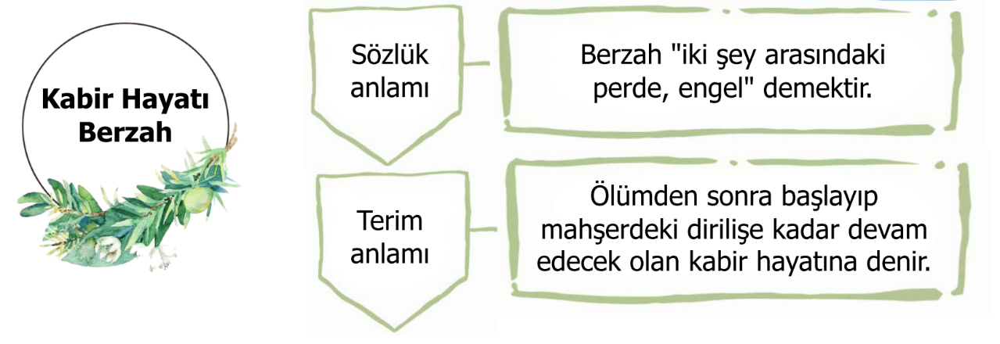 Kabir Hayatı
Berzah
Sözlük
anlamı
Berzah "iki şey arasındaki
perde, engel" demektir.
Terim
anlamı
Ölümden sonra başlayıp
mahşerdeki dirilişe kadar devam
edecek olan kabir hayatına denir.